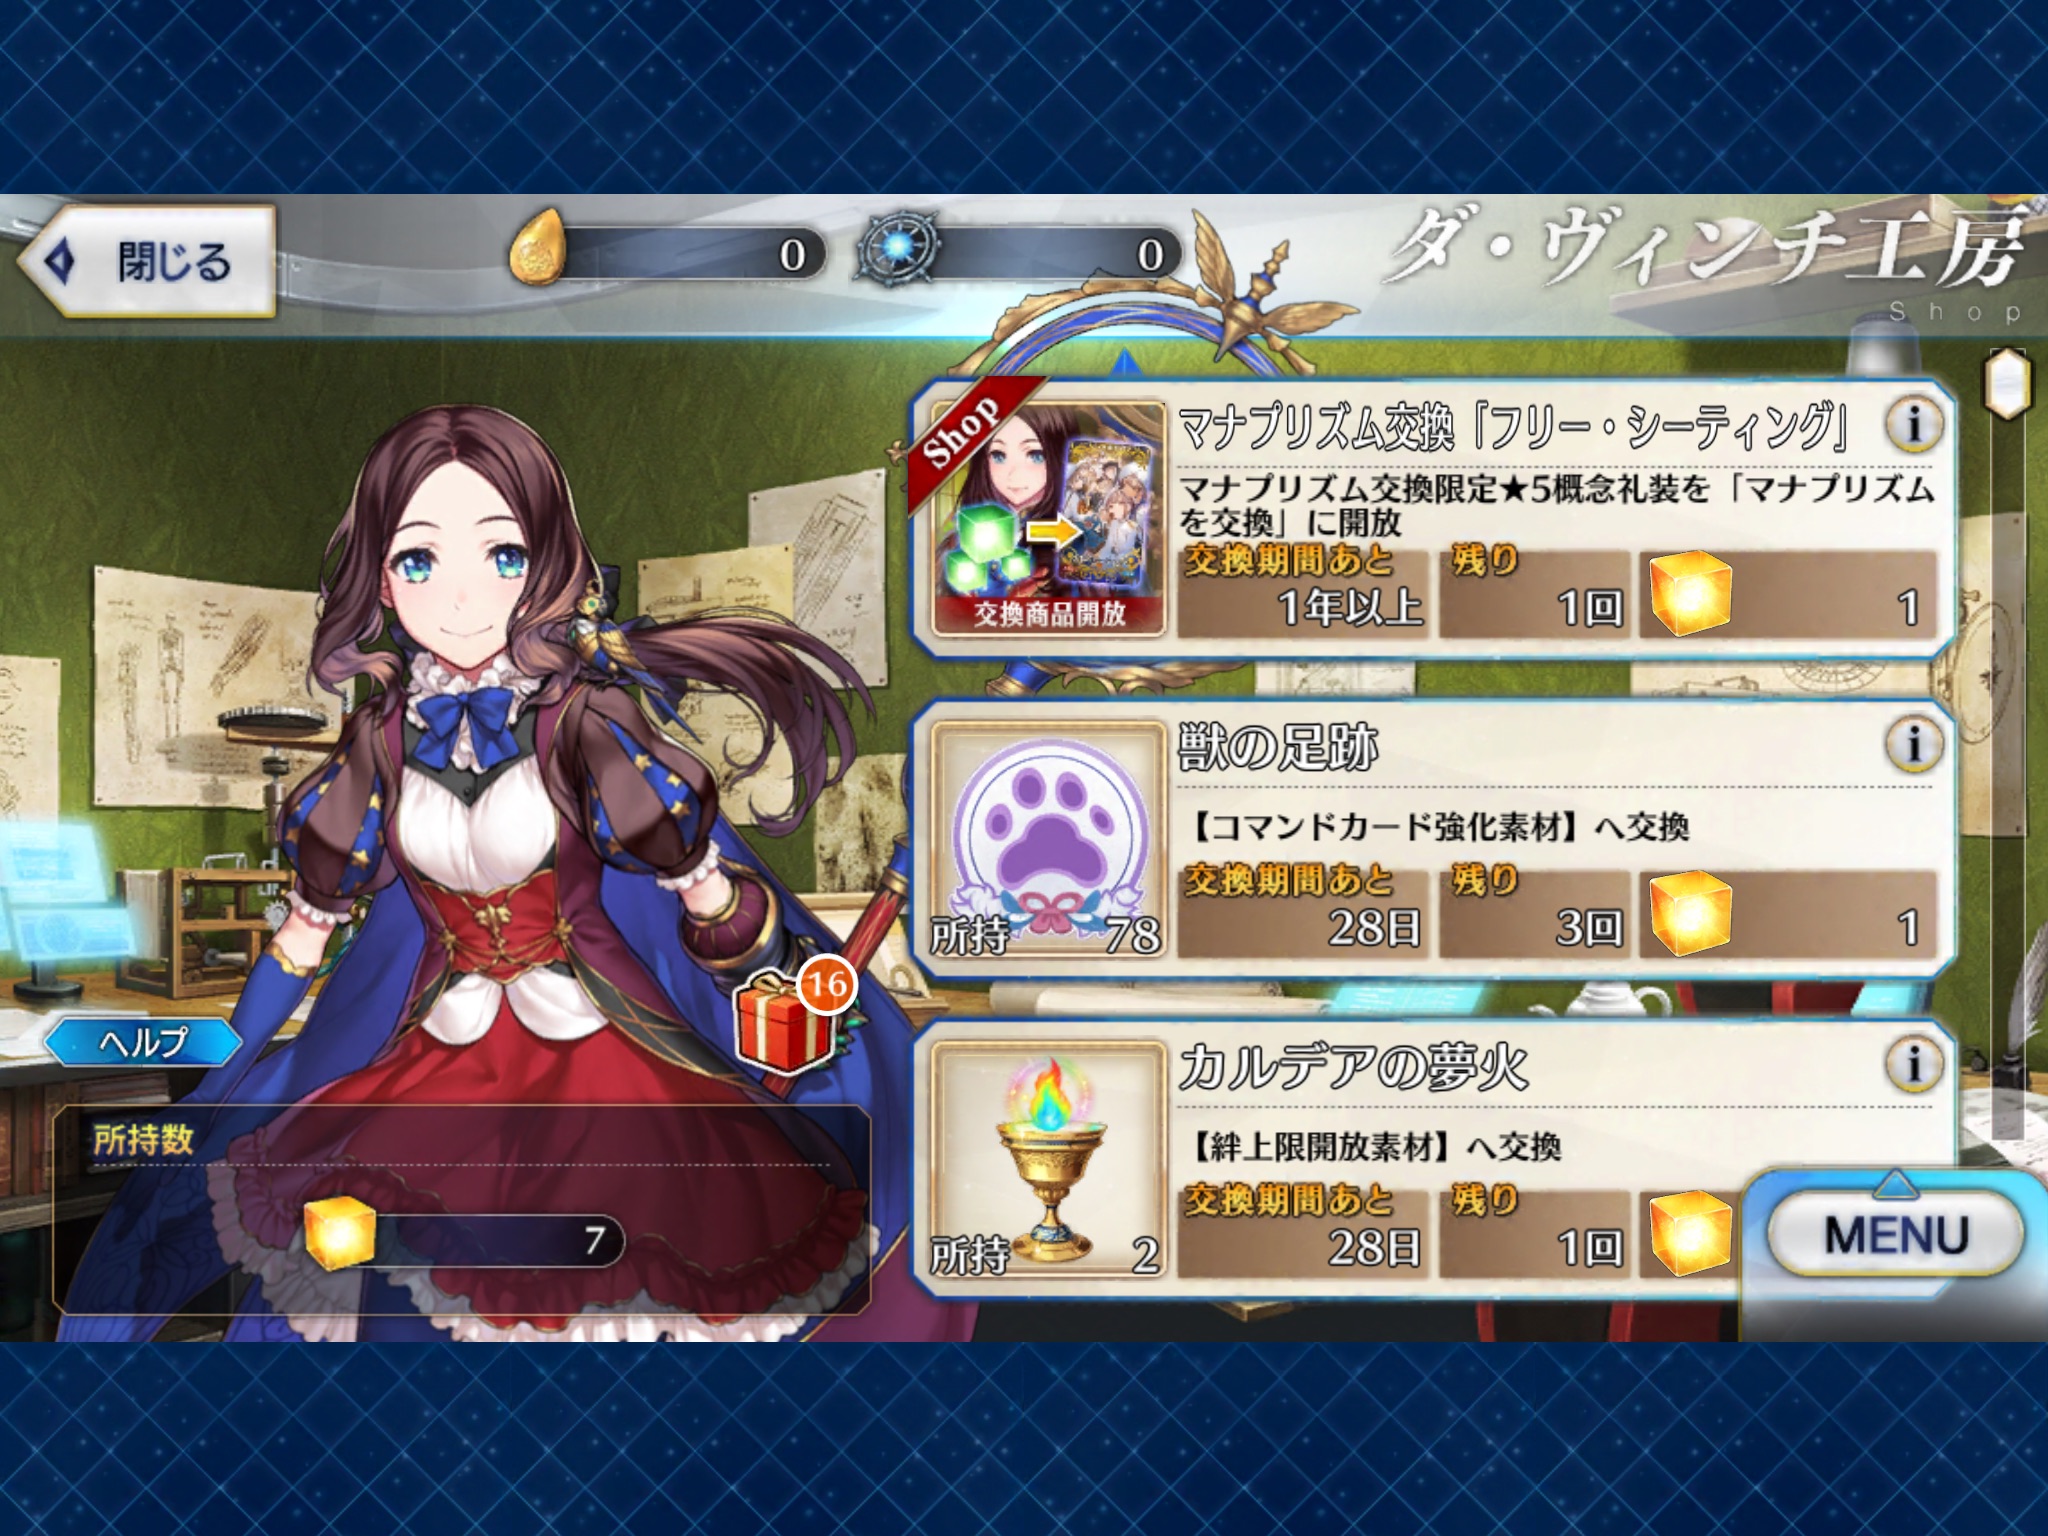 閉じる
0
0
ダ・ヴィンチ工房
Shop
Shop
交換商品開放
マナプリズム交換「フリー・シーティング」
i
マナプリズム交換限定★5概念礼装を「マナプリズム
を交換」に開放
交換期間あと
1年以上
残り
1回
1
所持 78
獣の足跡
i
【コマンドカード強化素材】へ交換
交換期間あと
28日
残り
3回
1
所持 2
カルデアの夢火
i
【絆上限開放素材】へ交換
交換期間あと
28日
残り
1回
16
ヘルプ
所持数
7
MENU